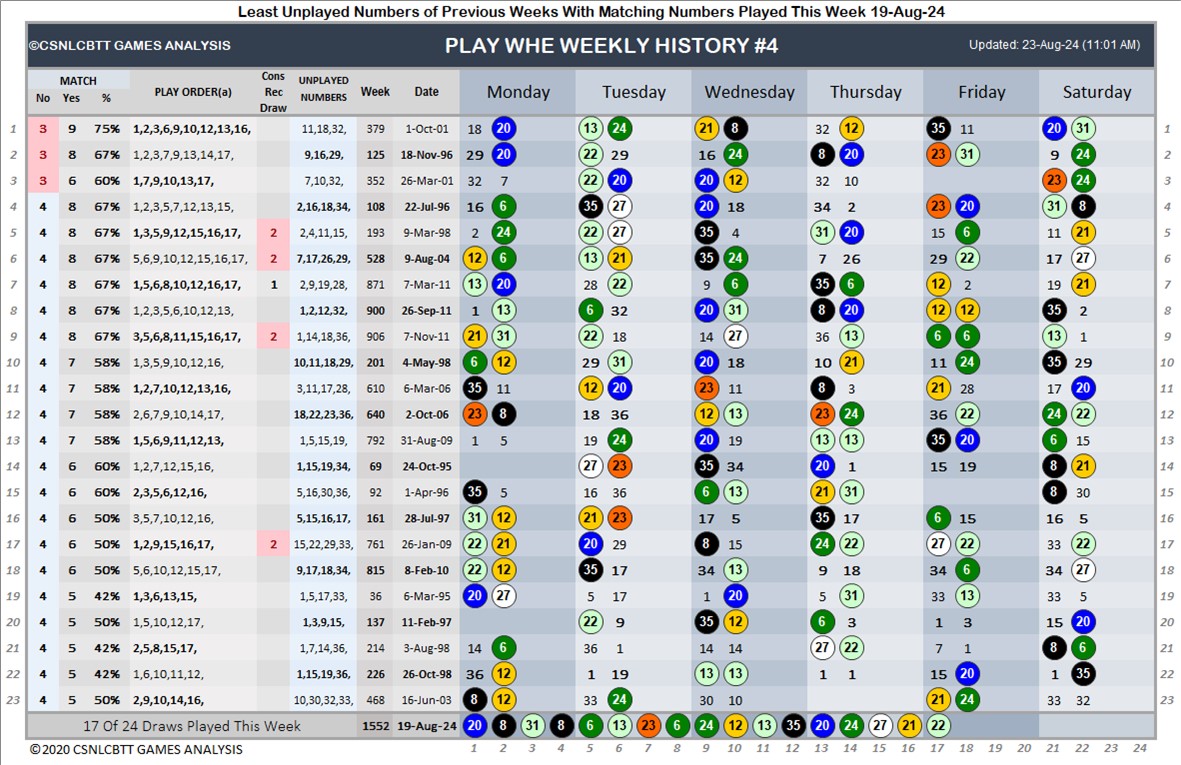 Least Unplayed Numbers of Previous Weeks With Matching Numbers Played This Week 19-Aug-24
©CSNLCBTT GAMES ANALYSIS PLAY WHE WEEKLY HISTORY #4 Updated: 23-Aug-24 (11:01 AM)
MATCH No Yes % PLAY ORDER(a) Cons Rec Draw UNPLAYED NUMBERS Week Date Monday Tuesday Wednesday Thursday Friday Saturday
1 3 9 75% 1,2,3,6,9,10,12,13,16, 11,18,32, 379 1-Oct-01 18 20 13 24 21 8 32 12 35 11 20 31 1
2 3 8 67% 1,2,3,7,9,13,14,17, 9,16,29, 123 18-Nov-96 29 20 22 29 16 24 8 20 23 31 9 24 2
3 3 6 60% 1,7,9,10,13,17, 7,10,32, 352 26-Mar-01 32 7 22 20 20 12 32 10 23 24 3
4 4 8 67% 1,2,3,5,7,12,13,15, 2,16,18,34, 108 22-Jul-96 16 6 35 27 20 18 34 2 23 20 31 8 4
5 4 8 67% 1,3,5,9,12,15,16,17, 2 2,4,11,15, 193 9-Mar-98 2 24 22 27 35 4 31 20 15 6 11 21 5
6 4 8 67% 5,6,9,10,12,15,16,17, 2 7,17,26,29, 528 9-Aug-04 12 6 13 21 35 24 7 26 29 22 17 27 6
7 4 8 67% 1,5,6,8,10,12,16,17, 1 2,9,19,28, 871 7-Mar-11 13 20 28 22 9 6 35 6 12 2 19 21 7
8 4 8 67% 1,2,3,5,6,10,12,13, 1,2,12,32, 900 26-Sep-11 1 13 6 32 20 31 8 20 12 12 35 2 8
9 4 8 67% 3,5,6,8,11,15,16,17, 2 1,14,18,36, 906 7-Nov-11 21 31 22 18 14 27 36 13 6 6 13 1 9
10 4 7 58% 1,3,5,9,10,12,16, 10,11,18,29, 201 4-May-98 6 12 29 31 20 18 10 21 11 24 35 29 10
11 4 7 58% 1,2,7,10,12,13,16, 3,11,17,28, 610 6-Mar-06 35 11 12 20 23 11 8 3 21 28 17 20 11
12 4 7 58% 2,6,7,9,10,14,17, 18,22,23,36, 640 2-Oct-06 23 8 18 36 12 13 23 24 36 22 24 22 12
13 4 7 58% 1,5,6,9,11,12,13, 1,5,15,19, 792 31-Aug-09 1 5 19 24 20 19 13 13 35 20 6 15 13
14 4 6 60% 1,2,7,12,15,16, 1,15,19,34, 69 24-Oct-95 27 23 35 34 20 1 15 19 8 21 14
15 4 6 60% 2,3,5,6,12,16, 5,16,30,36, 92 1-Apr-96 35 5 16 36 6 13 21 31 8 30 15
16 4 6 50% 3,5,7,10,12,16, 5,15,16,17, 161 28-Jul-97 31 12 21 23 17 5 35 17 6 15 16 5 16
17 4 6 50% 1,2,9,15,16,17, 2 15,22,29,33, 761 26-Jan-09 22 21 20 29 8 15 24 22 27 22 33 22 17
18 4 6 50% 5,6,10,12,15,17, 9,17,18,34, 815 8-Feb-10 22 12 35 17 34 13 9 18 34 6 34 27 18
19 4 5 42% 1,3,6,13,15, 1,5,17,33, 36 6-Mar-95 20 27 5 17 1 20 5 31 33 13 33 5 19
20 4 5 50% 1,5,10,12,17, 1,3,9,15, 137 11-Feb-97 22 9 35 12 6 3 1 3 15 20 20
21 4 5 42% 2,5,8,15,17, 1,7,14,36, 214 3-Aug-98 14 6 36 1 14 14 27 22 7 1 8 6 21
22 4 5 42% 1,6,10,11,12, 1,15,19,36, 226 26-Oct-98 36 12 1 19 13 13 1 1 15 20 1 35 22
23 4 5 50% 2,9,10,14,16, 10,30,32,33, 468 16-Jun-03 8 12 33 24 30 10 21 24 33 32 23
17 Of 24 Draws Played This Week 1552 19-Aug-24 20 8 31 8 6 13 23 6 24 12 13 35 20 24 27 21 22
© 2020 CSNLCBTT GAMES ANALYSIS 1 2 3 4 5 6 7 8 9 10 11 12 13 14 15 16 17 18 19 20 21 22 23 24